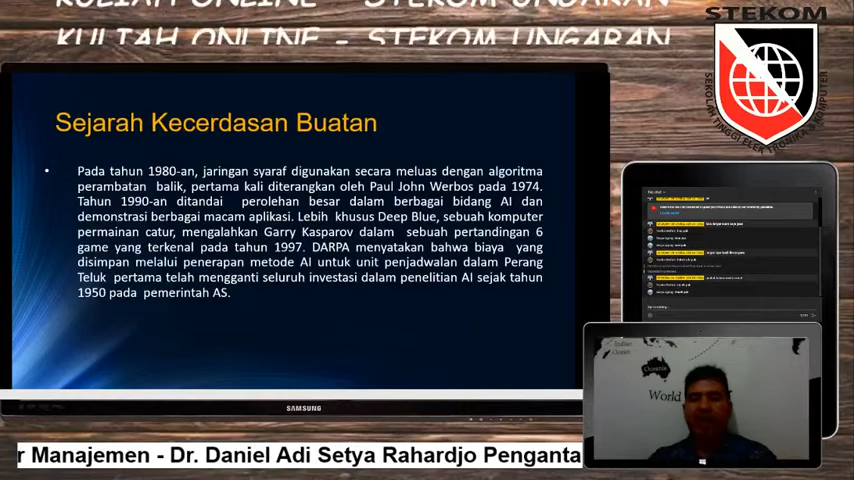 KULIAH ONLINE - STEKOM UNGARAN
KULIAH ONLINE - STEKOM UNGARAN
STEKOM
SEKOLAH TINGGI ELEKTRONIKA & KOMPUTER
Sejarah Kecerdasan Buatan
• Pada tahun 1980-an, jaringan syaraf digunakan secara meluas dengan algoritma
perambatan balik, pertama kali diterangkan oleh Paul John Werbos pada 1974.
Tahun 1990-an ditandai perolehan besar dalam berbagai bidang AI dan
demonstrasi berbagai macam aplikasi. Lebih khusus Deep Blue, sebuah komputer
permainan catur, mengalahkan Garry Kasparov dalam sebuah pertandingan 6
game yang terkenal pada tahun 1997. DARPA menyatakan bahwa biaya yang
disimpan melalui penerapan metode AI untuk unit penjadwalan dalam Perang
Teluk pertama telah mengganti seluruh investasi dalam penelitian AI sejak tahun
1950 pada pemerintah AS.
SAMSUNG
Indian
Ocean
Oceania
World
r Manajemen - Dr. Daniel Adi Setya Rahardjo Penganta